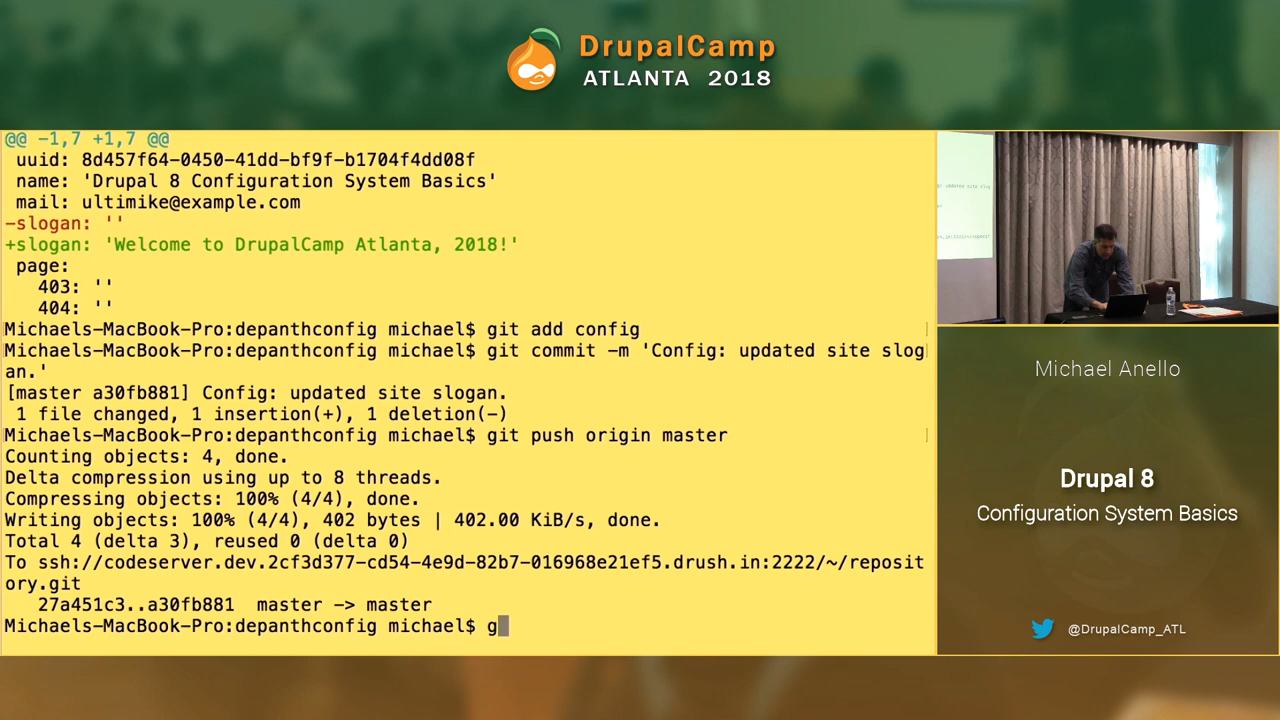 DrupalCamp
ATLANTA 2018
@@ -1,7 +1,7 @@
uuid: 8d457f64-0450-41dd-bf9f-b1704f4dd08f
name: 'Drupal 8 Configuration System Basics'
mail: ultimike@example.com
-slogan: ''
+slogan: 'Welcome to DrupalCamp Atlanta, 2018!'
page:
403: ''
404: ''
Michaels-MacBook-Pro:depanthconfig michael$ git add config
Michaels-MacBook-Pro:depanthconfig michael$ git commit -m 'Config: updated site slog
an.'
[master a30fb881] Config: updated site slogan.
1 file changed, 1 insertion(+), 1 deletion(-)
Michaels-MacBook-Pro:depanthconfig michael$ git push origin master
Counting objects: 4, done.
Delta compression using up to 8 threads.
Compressing objects: 100% (4/4), done.
Writing objects: 100% (4/4), 402 bytes | 402.00 KiB/s, done.
Total 4 (delta 3), reused 0 (delta 0)
To ssh://codeserver.dev.2cf3d377-cd54-4e9d-82b7-016968e21ef5.drush.in:2222/~/reposit
ory.git
27a451c3..a30fb881 master -> master
Michaels-MacBook-Pro:depanthconfig michael$ g
Michael Anello
Drupal 8
Configuration System Basics
@DrupalCamp_ATL